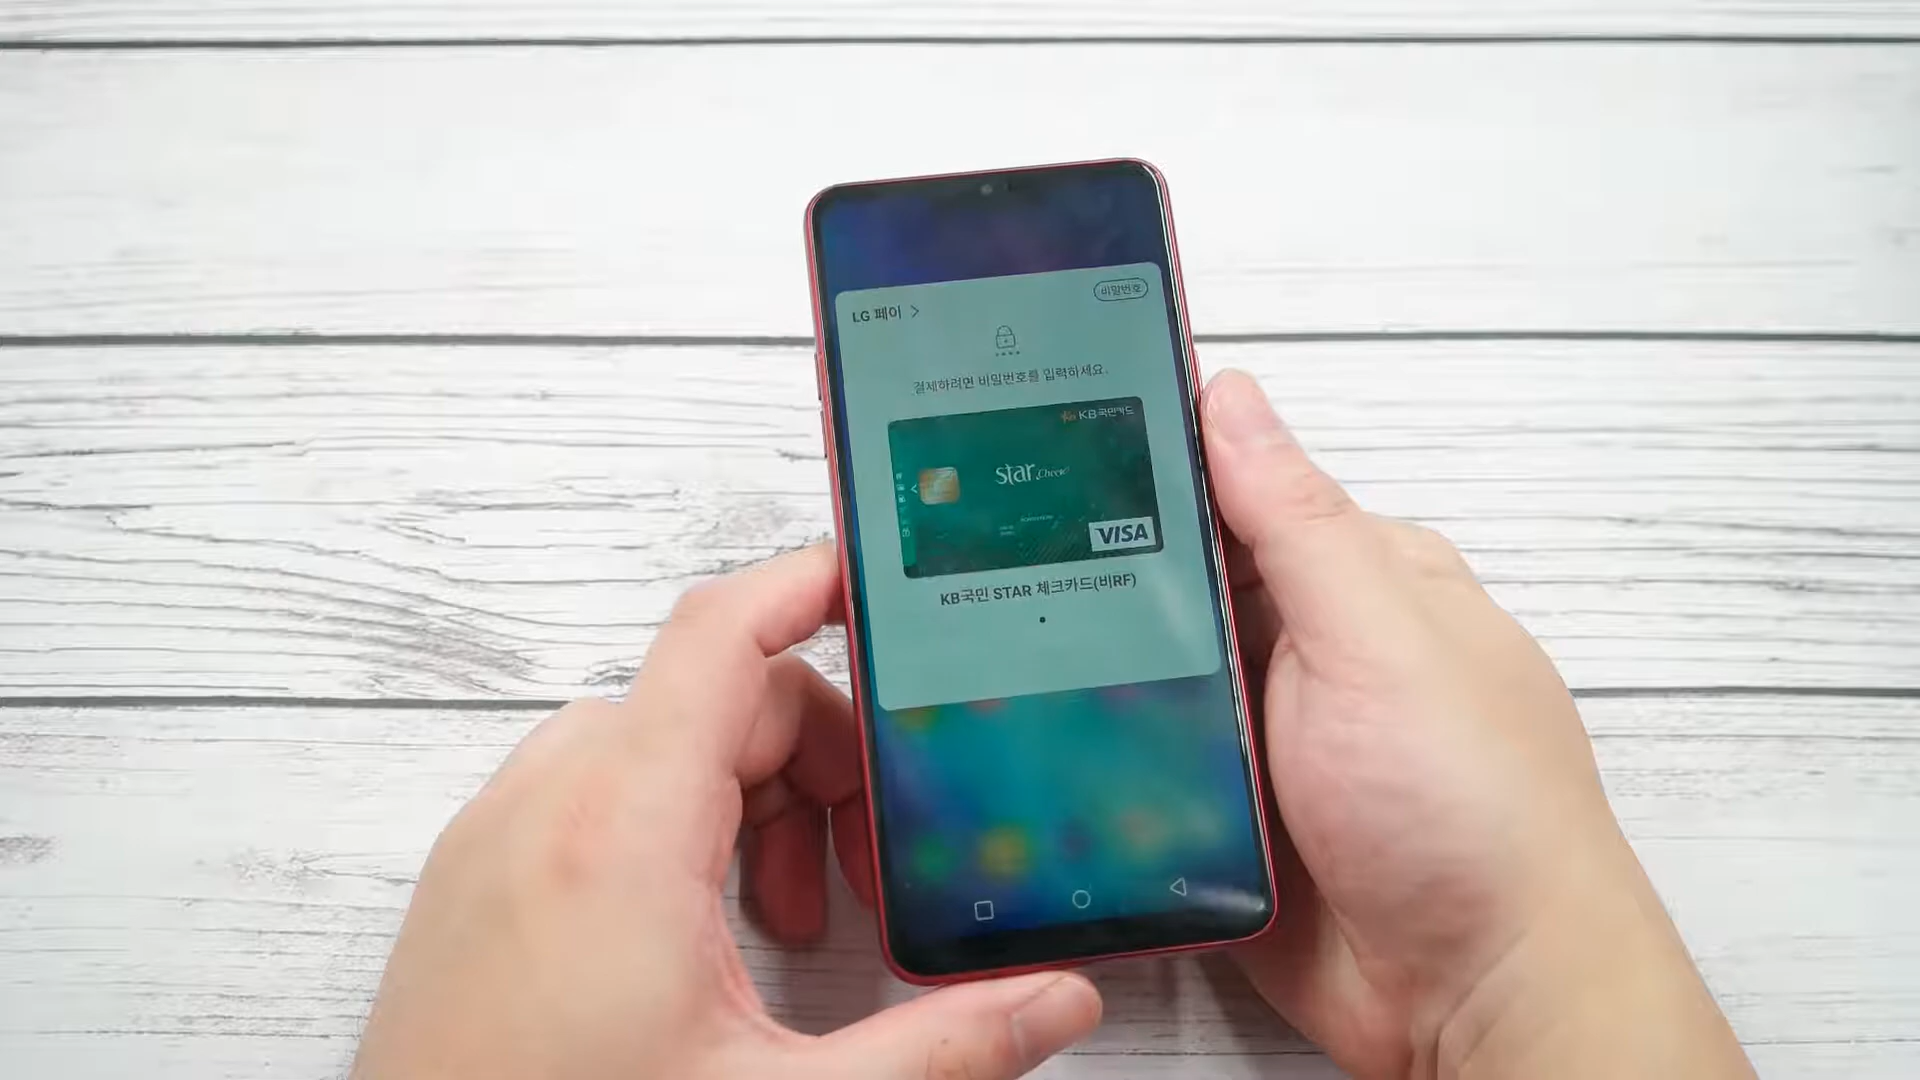 LG 페이
비밀번호
결제하려면 비밀번호를 입력하세요.
KB국민카드
star Check
VISA
KB국민 STAR 체크카드(비RF)